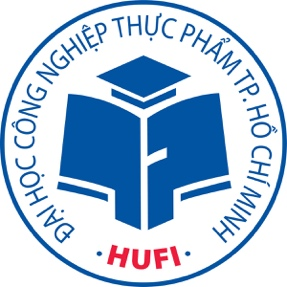 ĐẠI HỌC CÔNG NGHIỆP THỰC PHẨM TP. HỒ CHÍ MINH
· HUFI ·